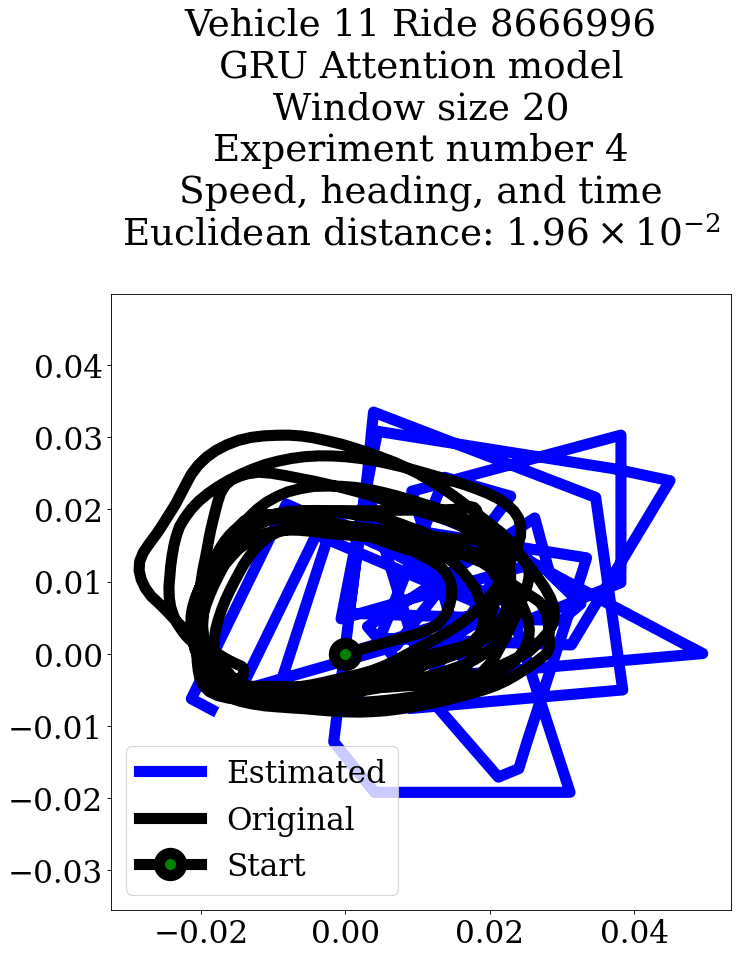 Vehicle 11 Ride 8666996
GRU Attention model
Window size 20
Experiment number 4
Speed, heading, and time
Euclidean distance: 1.96 × 10⁻²
0.04
0.03
0.02
0.01
0.00
−0.01
−0.02
−0.03
Estimated
Original
Start
−0.02 0.00 0.02 0.04